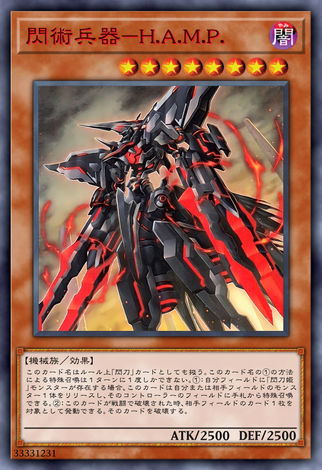 閃術兵器－H.A.M.P.
やみ
闇
【機械族／効果】
このカード名はルール上「閃刀」カードとしても扱う。このカード名の①の方法
による特殊召喚は１ターンに１度しかできない。①：自分フィールドに「閃刀姫」
モンスターが存在する場合、このカードは自分または相手フィールドのモンス
ター１体をリリースし、そのコントローラーのフィールドに手札から特殊召喚
できる。②：このカードが戦闘で破壊された時、相手フィールドのカード１枚を
対象として発動できる。そのカードを破壊する。
ATK/2500 DEF/2500
33331231